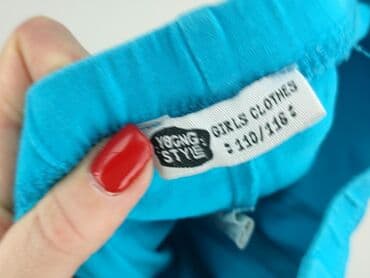 YOUNG
STYLE
GIRLS CLOTHES
:110/116: